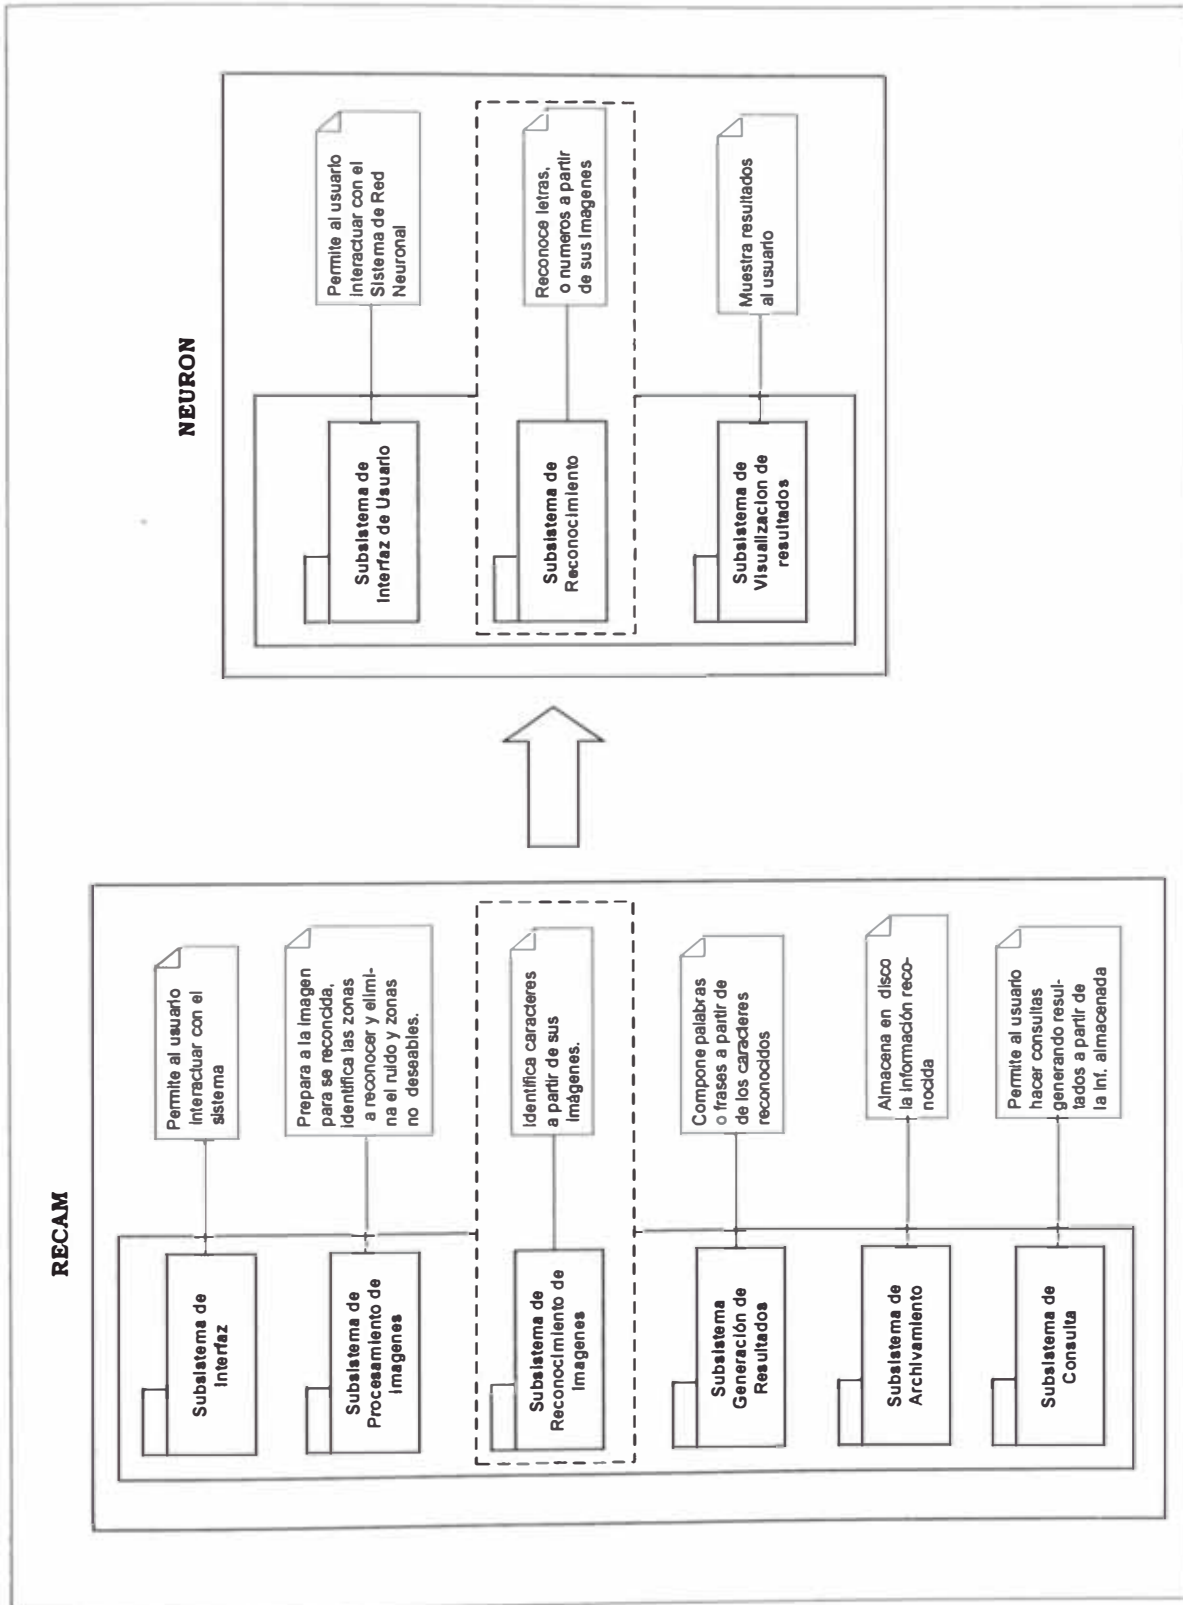 RECAM
Subsistema de
Interfaz
Permite al usuario
interactuar con el
sistema
Subsistema de
Procesamiento de
Imagenes
Prepara a la imagen
para se reconcida,
identifica las zonas
a reconocer y elimi-
na el ruido y zonas
no deseables.
Subsistema de
Reconocimiento de
Imagenes
Identifica caracteres
a partir de sus
imágenes.
Subsistema
Generación de
Resultados
Compone palabras
o frases a partir de
de los caracteres
reconocidos
Subsistema de
Archivamiento
Almacena en disco
la información reco-
nocida
Subsistema de
Consulta
Permite al usuario
hacer consultas
generando resul-
tados a partir de
la Inf. almacenada
NEURON
Subsistema de
Interfaz de Usuario
Permite al usuario
interactuar con el
Sistema de Red
Neuronal
Subsistema de
Reconocimiento
Reconoce letras,
o numeros a partir
de sus Imagenes
Subsistema de
Visualizacion de
resultados
Muestra resultados
al usuario